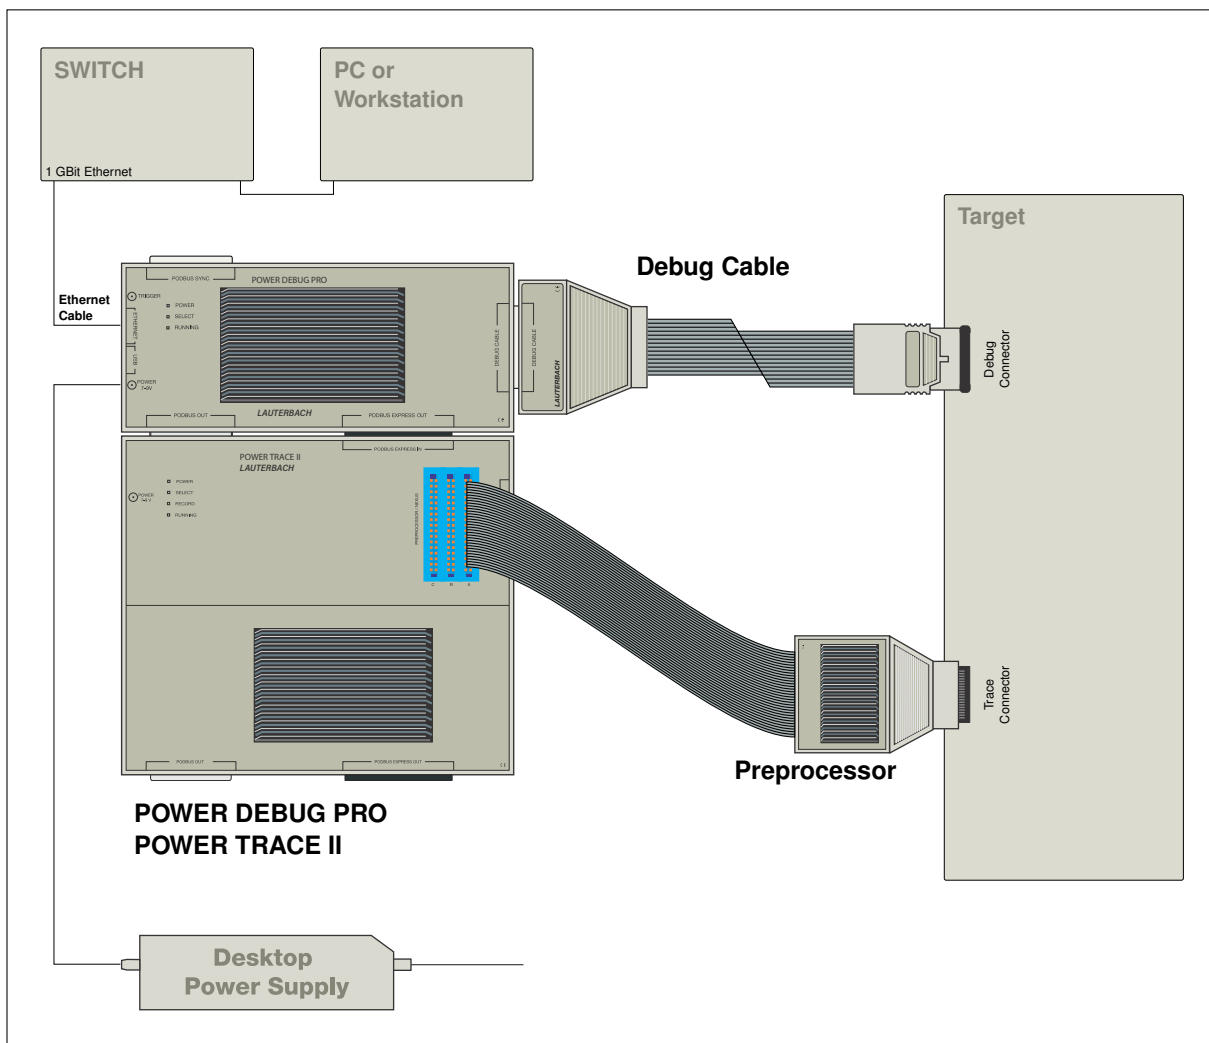 SWITCH
1 GBit Ethernet
PC or
Workstation
Target
Debug Cable
Ethernet
Cable
PODBUS SYNC
POWER DEBUG PRO
TRIGGER
POWER
SELECT
RUNNING
ETHERNET
USB
POWER
7-9V
DEBUG CABLE
DEBUG CABLE
LAUTERBACH
LAUTERBACH
PODBUS OUT
PODBUS EXPRESS OUT
Debug
Connector
PODBUS EXPRESS IN
POWER TRACE II
LAUTERBACH
POWER
SELECT
RECORD
RUNNING
POWER
PREPROCESSOR / NEXUS
C B A
Trace
Connector
PODBUS OUT
PODBUS EXPRESS OUT
Preprocessor
POWER DEBUG PRO
POWER TRACE II
Desktop
Power Supply